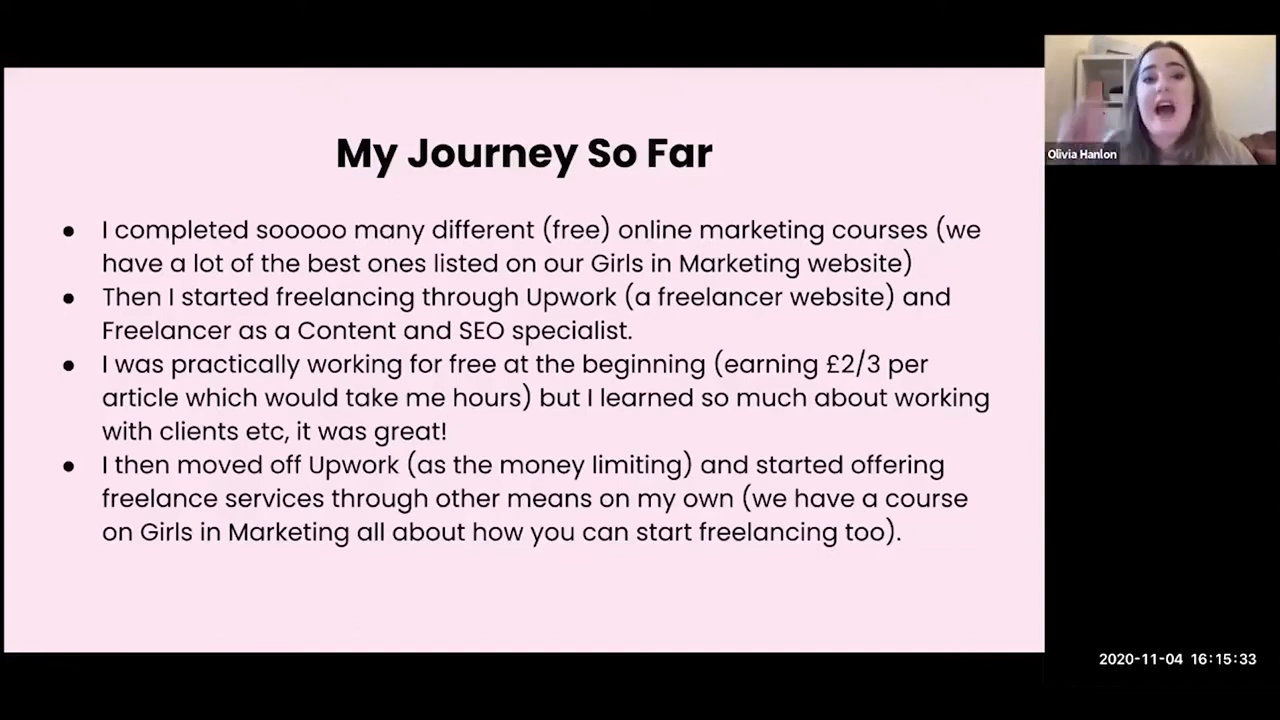 My Journey So Far
● I completed sooooo many different (free) online marketing courses (we
have a lot of the best ones listed on our Girls in Marketing website)
● Then I started freelancing through Upwork (a freelancer website) and
Freelancer as a Content and SEO specialist.
● I was practically working for free at the beginning (earning £2/3 per
article which would take me hours) but I learned so much about working
with clients etc, it was great!
● I then moved off Upwork (as the money limiting) and started offering
freelance services through other means on my own (we have a course
on Girls in Marketing all about how you can start freelancing too).
Olivia Hanlon
2020-11-04 16:15:33